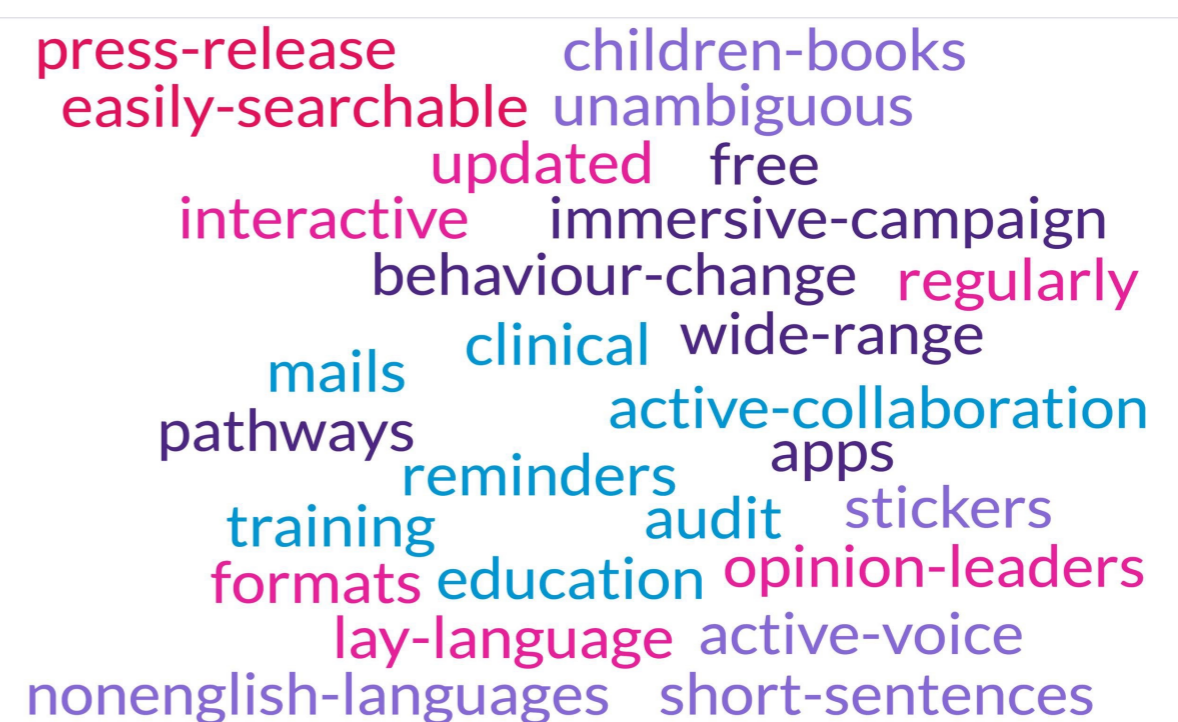 press-release children-books
easily-searchable unambiguous
updated free
interactive immersive-campaign
behaviour-change regularly
clinical wide-range
mails
active-collaboration
pathways apps
reminders
training audit stickers
formats education opinion-leaders
lay-language active-voice
nonenglish-languages short-sentences